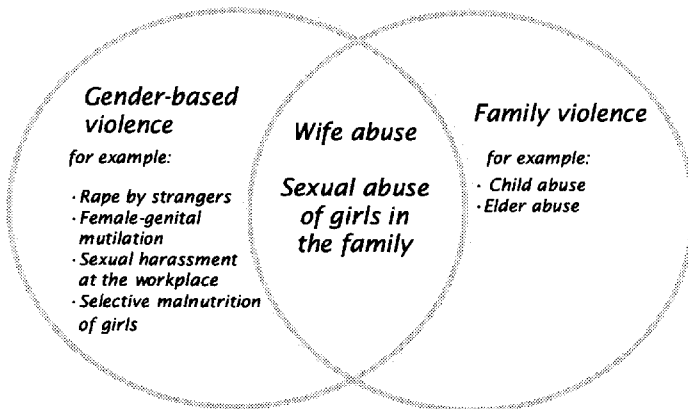 Gender-based
violence
for example:
· Rape by strangers
· Female-genital
mutilation
· Sexual harassment
at the workplace
· Selective malnutrition
of girls
Wife abuse
Sexual abuse
of girls in
the family
Family violence
for example:
· Child abuse
· Elder abuse